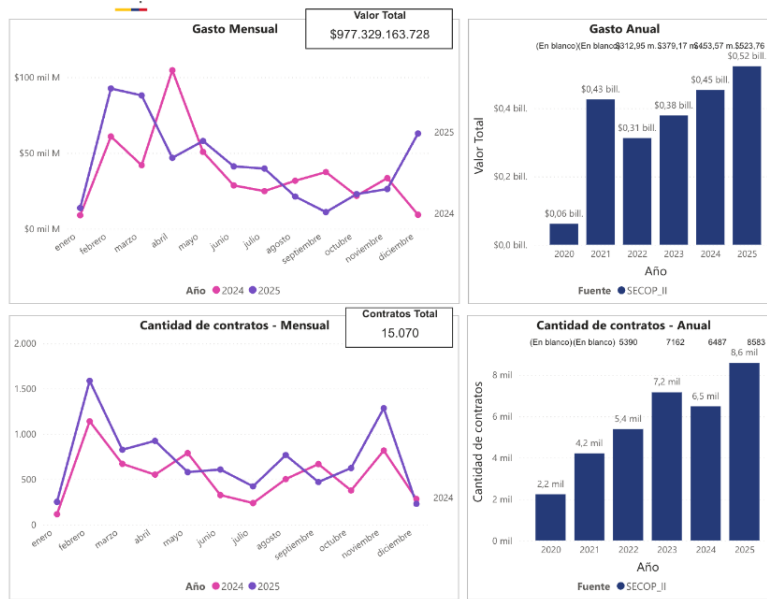 Gasto Mensual
Valor Total
$977.329.163.728
$100 mil M
$50 mil M
$0 mil M
2025
2024
enero
febrero
marzo
abril
mayo
junio
julio
agosto
septiembre
octubre
noviembre
diciembre
Año 2024 2025
Gasto Anual
(En blanco)(En blanco)$312,95 m.$379,17 m.$453,57 m.$523,76
Valor Total
$0,4 bill.
$0,2 bill.
$0,0 bill.
$0,06 bill.
$0,43 bill.
$0,31 bill.
$0,38 bill.
$0,45 bill.
$0,52 bill.
2020 2021 2022 2023 2024 2025
Año
Fuente SECOP_II
Cantidad de contratos - Mensual
Contratos Total
15.070
2.000
1.500
1.000
500
0
2024
enero
febrero
marzo
abril
mayo
junio
julio
agosto
septiembre
octubre
noviembre
diciembre
Año 2024 2025
Cantidad de contratos - Anual
(En blanco)(En blanco) 5390 7162 6487 8583
Cantidad de contratos
8 mil
6 mil
4 mil
2 mil
0 mil
2,2 mil
4,2 mil
5,4 mil
7,2 mil
6,5 mil
8,6 mil
2020 2021 2022 2023 2024 2025
Año
Fuente SECOP_II